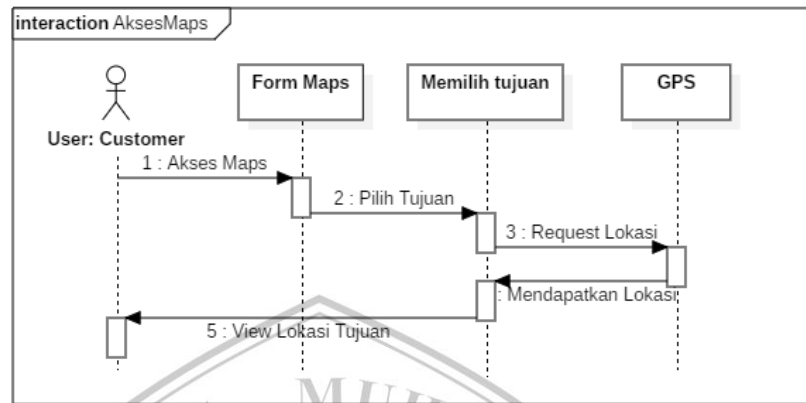 interaction AksesMaps
Form Maps
Memilih tujuan
GPS
User: Customer
1 : Akses Maps
2 : Pilih Tujuan
3 : Request Lokasi
: Mendapatkan Lokasi
5 : View Lokasi Tujuan
MUH